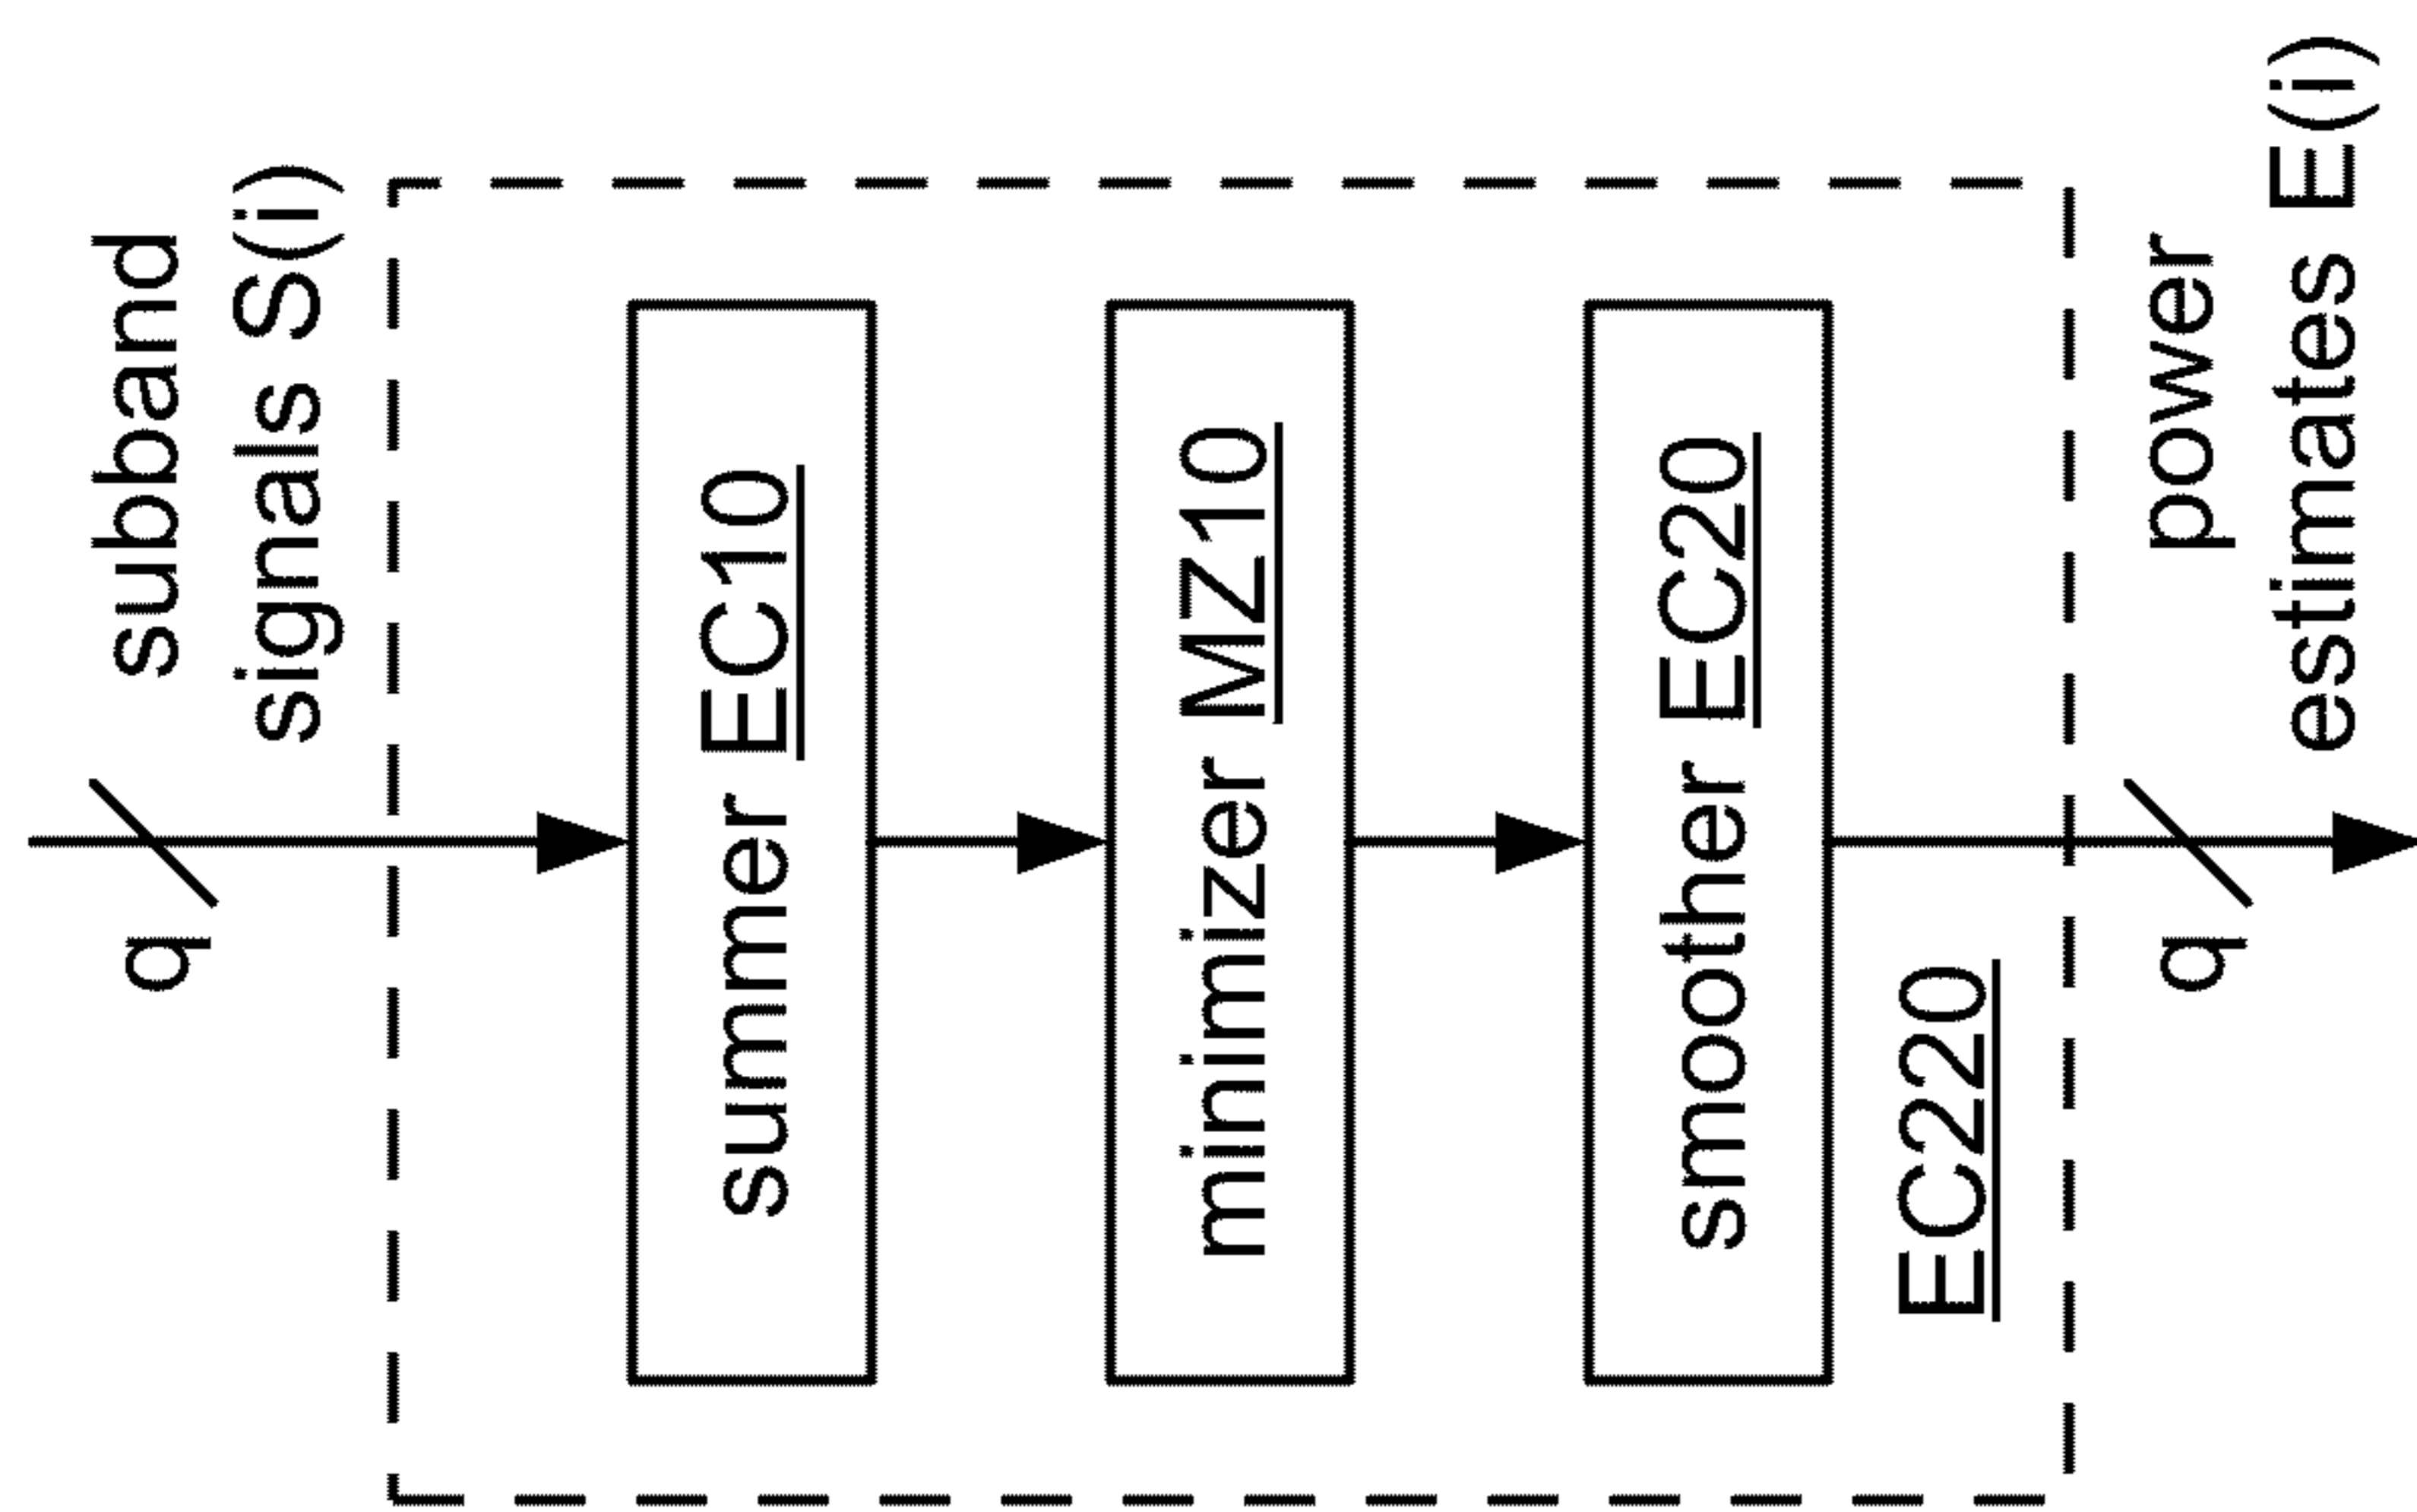 subband
signals S(i)
q
summer EC10
minimizer MZ10
smoother EC20
EC220
power
estimates E(i)
q